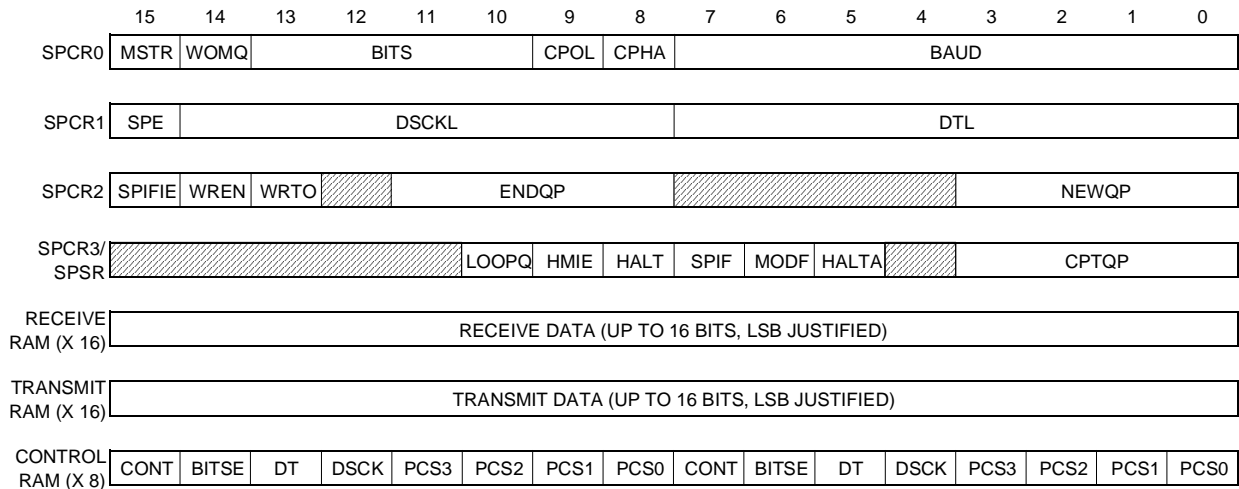 15 14 13 12 11 10 9 8 7 6 5 4 3 2 1 0
SPCR0 MSTR WOMQ BITS CPOL CPHA BAUD
SPCR1 SPE DSCKL DTL
SPCR2 SPIFIE WREN WRTO ENDQP NEWQP
SPCR3/
SPSR LOOPQ HMIE HALT SPIF MODF HALTA CPTQP
RECEIVE
RAM (X 16) RECEIVE DATA (UP TO 16 BITS, LSB JUSTIFIED)
TRANSMIT
RAM (X 16) TRANSMIT DATA (UP TO 16 BITS, LSB JUSTIFIED)
CONTROL
RAM (X 8) CONT BITSE DT DSCK PCS3 PCS2 PCS1 PCS0 CONT BITSE DT DSCK PCS3 PCS2 PCS1 PCS0